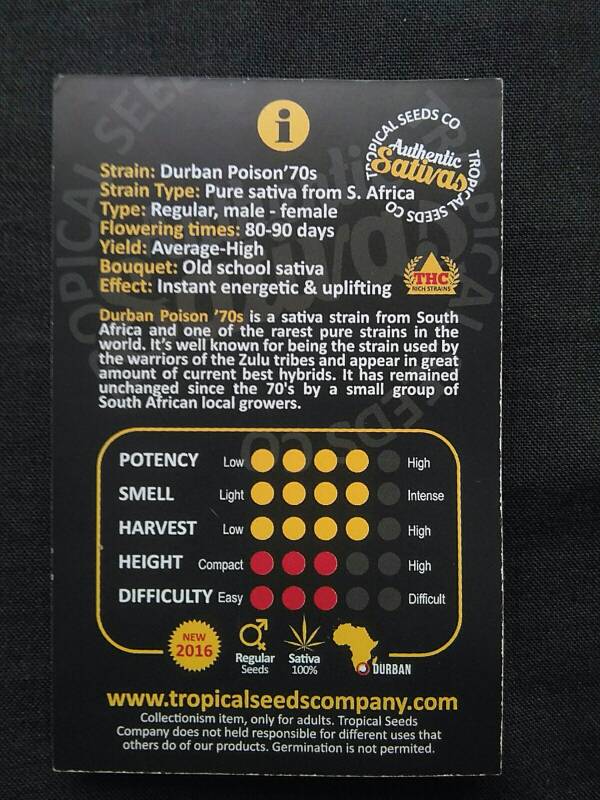 i
TROPICAL SEEDS CO
TROPICAL SEEDS CO
Authentic
Sativas
Strain: Durban Poison'70s
Strain Type: Pure sativa from S. Africa
Type: Regular, male - female
Flowering times: 80-90 days
Yield: Average-High
Bouquet: Old school sativa
Effect: Instant energetic & uplifting
THC
RICH STRAINS
Durban Poison '70s is a sativa strain from South
Africa and one of the rarest pure strains in the
world. It's well known for being the strain used by
the warriors of the Zulu tribes and appear in great
amount of current best hybrids. It has remained
unchanged since the 70's by a small group of
South African local growers.
POTENCY Low High
SMELL Light Intense
HARVEST Low High
HEIGHT Compact High
DIFFICULTY Easy Difficult
NEW
2016
Regular
Seeds
Sativa
100%
DURBAN
www.tropicalseedscompany.com
Collectionism item, only for adults. Tropical Seeds
Company does not held responsible for different uses that
others do of our products. Germination is not permited.